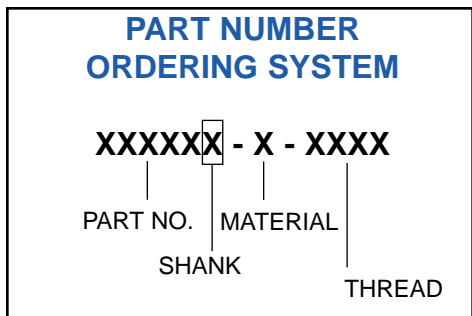 PART NUMBER
ORDERING SYSTEM
XXXXXX - X - XXXX
PART NO. MATERIAL
SHANK
THREAD